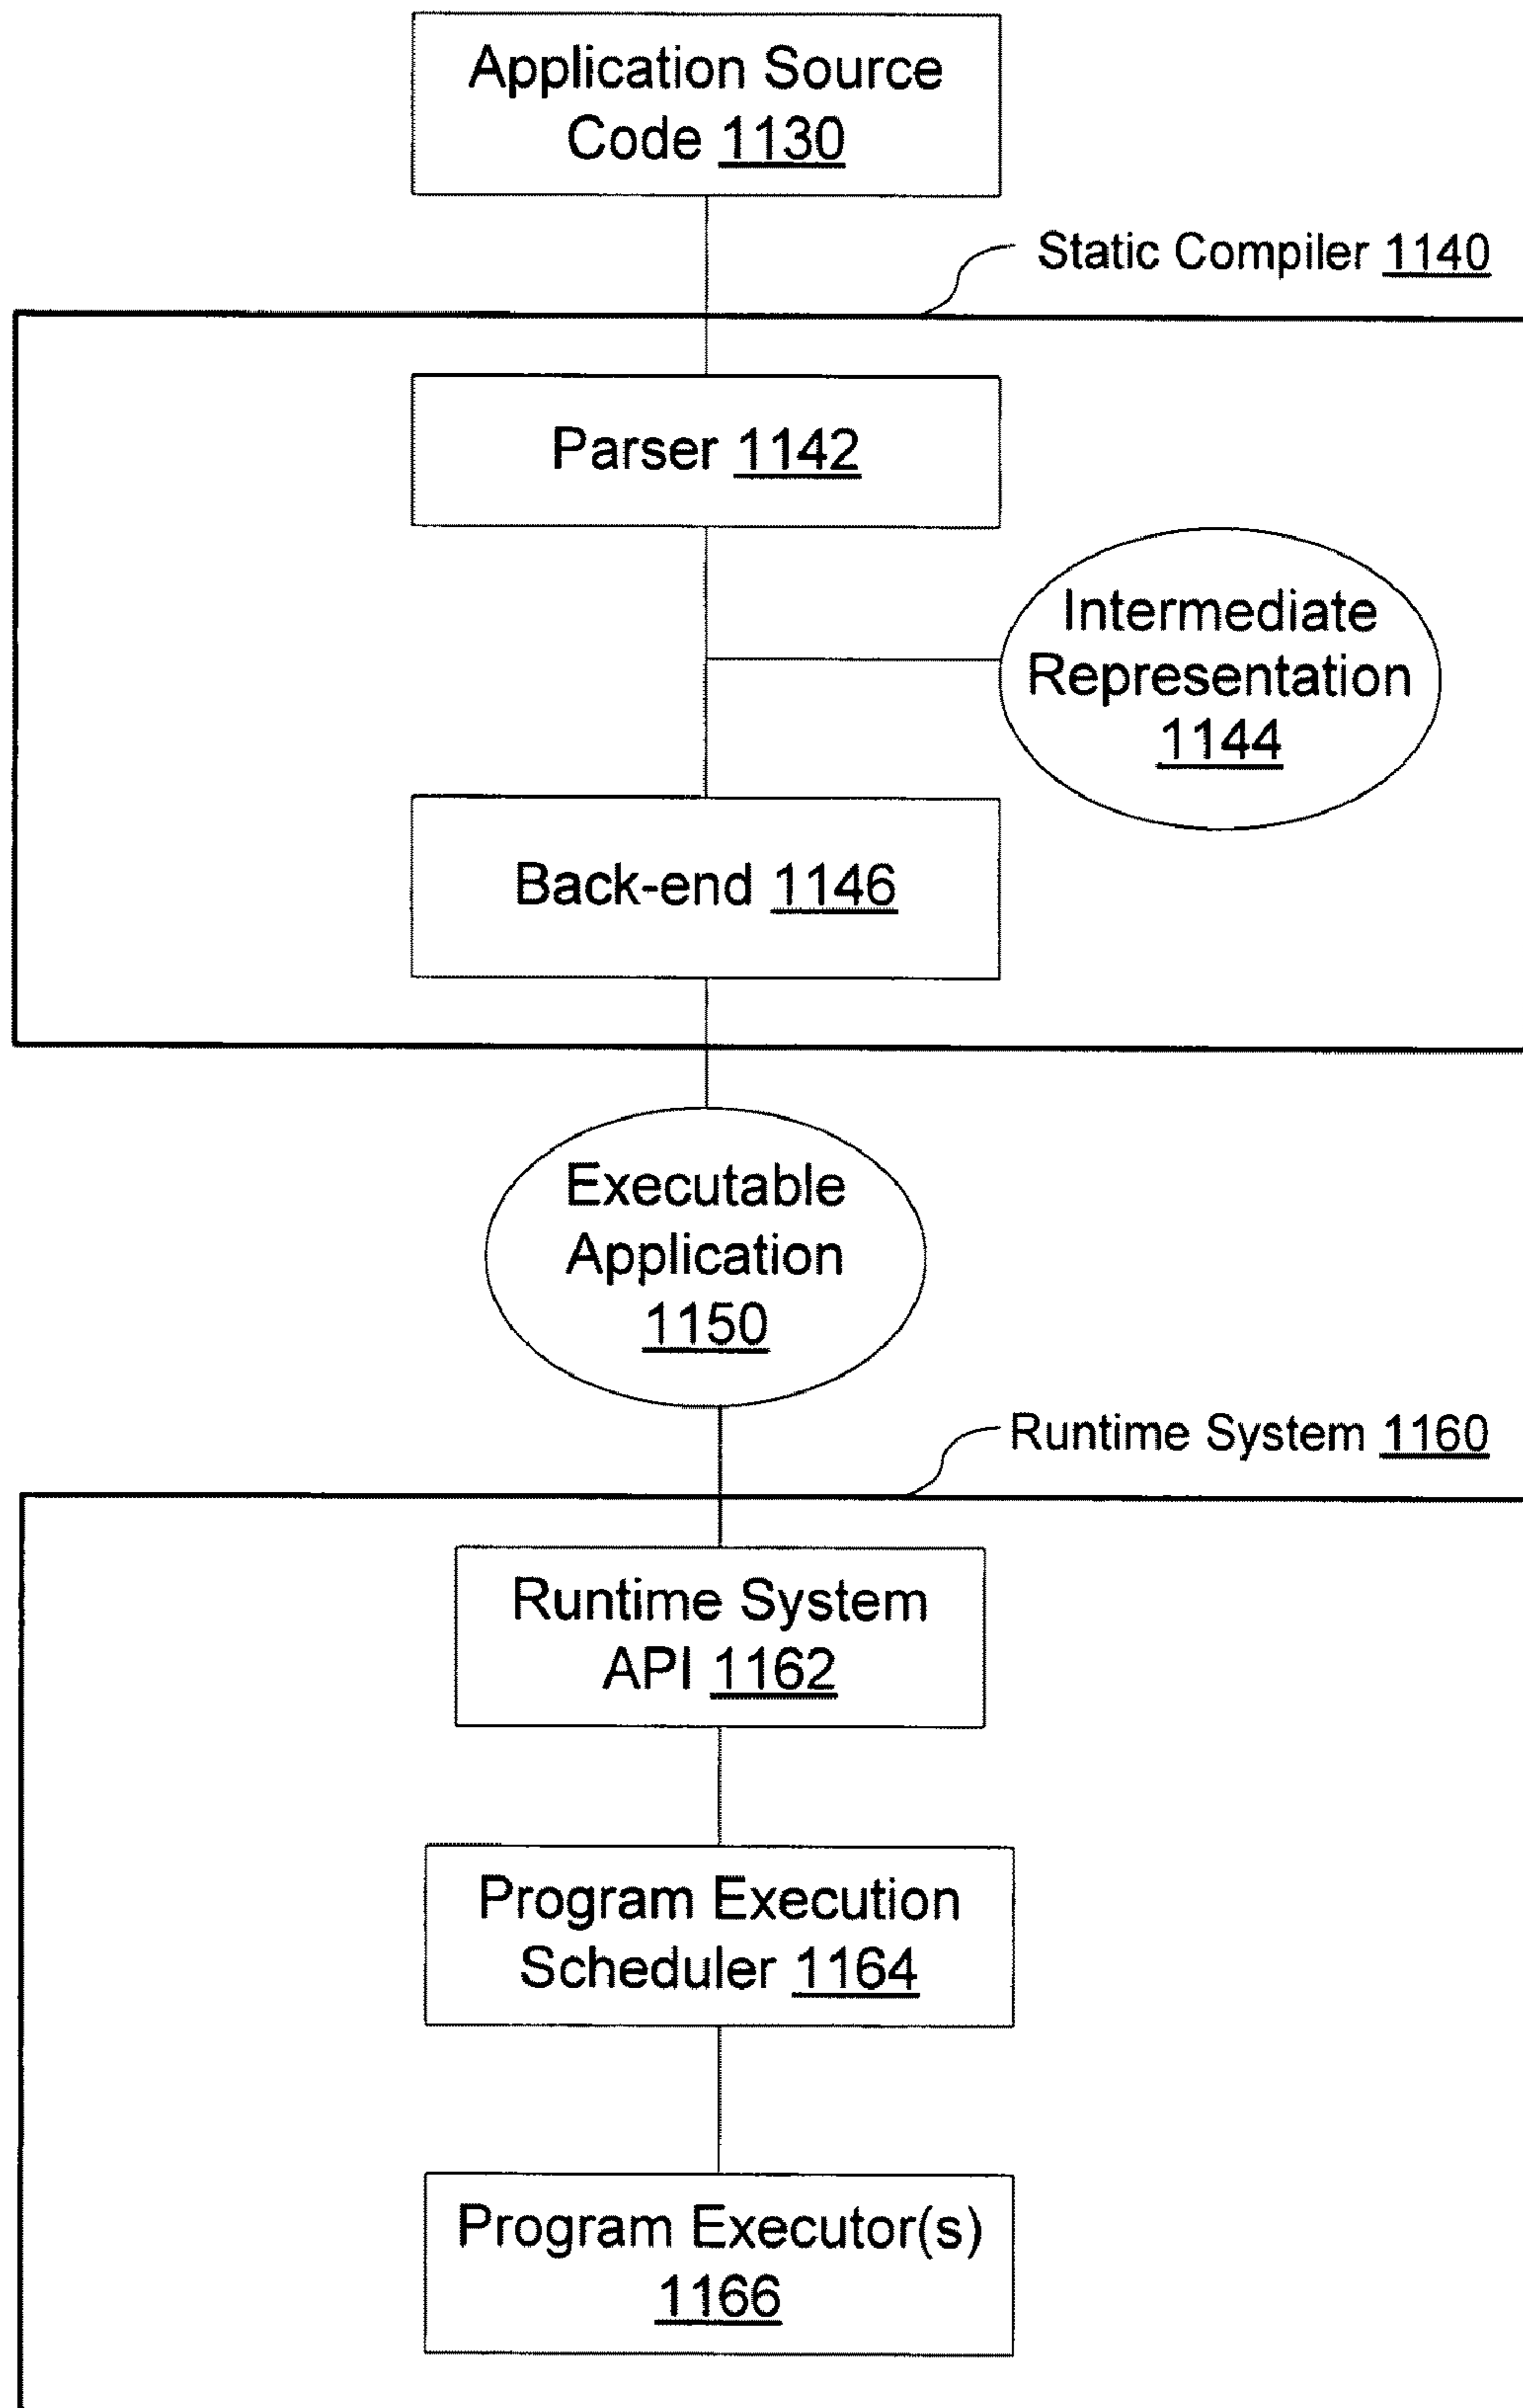 Application Source
Code 1130
Static Compiler 1140
Parser 1142
Intermediate
Representation
1144
Back-end 1146
Executable
Application
1150
Runtime System 1160
Runtime System
API 1162
Program Execution
Scheduler 1164
Program Executor(s)
1166